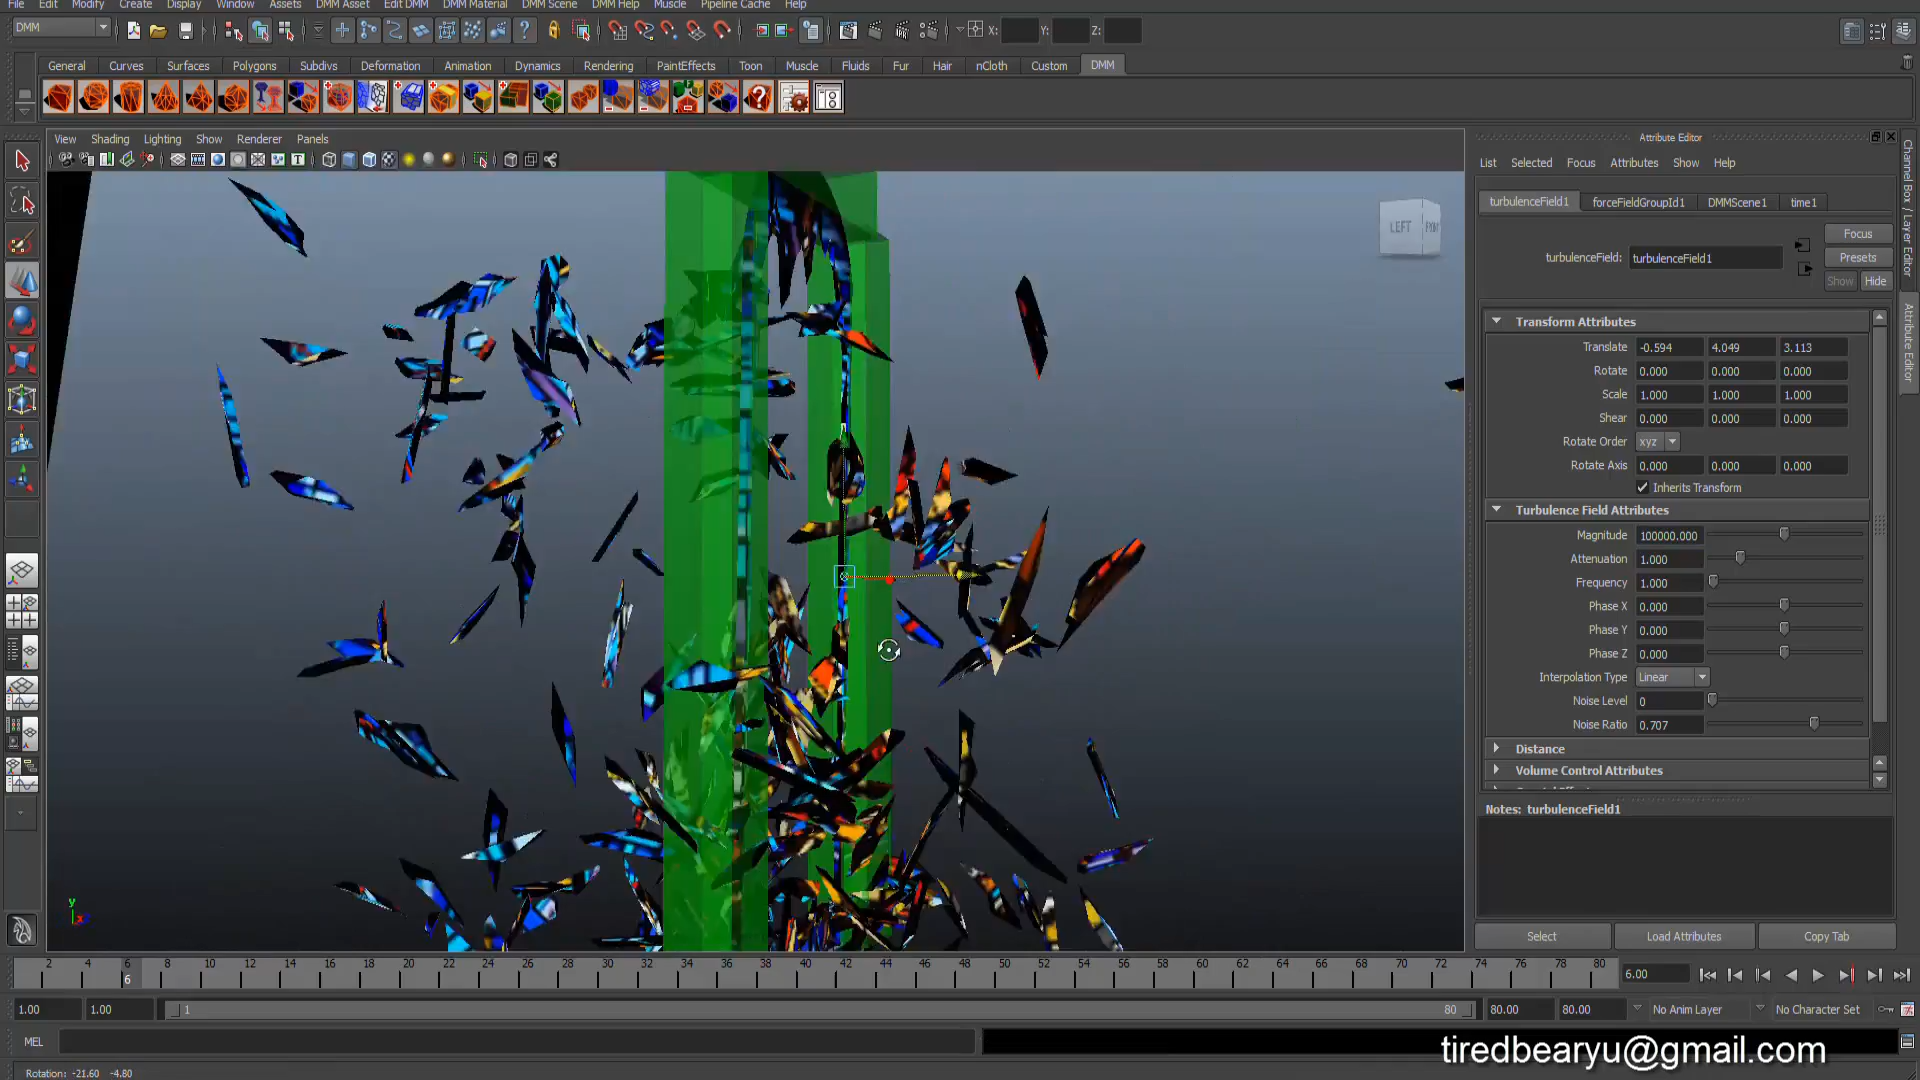 File Edit Modify Create Display Window Assets DMM Asset Edit DMM DMM Material DMM Scene DMM Help Muscle Pipeline Cache Help
DMM X: Y: Z:
General Curves Surfaces Polygons Subdivs Deformation Animation Dynamics Rendering PaintEffects Toon Muscle Fluids Fur Hair nCloth Custom DMM
View Shading Lighting Show Renderer Panels
LEFT
Attribute Editor
List Selected Focus Attributes Show Help
turbulenceField1 forceFieldGroupId1 DMMScene1 time1
Focus
turbulenceField: turbulenceField1 Presets
Show Hide
Transform Attributes
Translate -0.594 4.049 3.113
Rotate 0.000 0.000 0.000
Scale 1.000 1.000 1.000
Shear 0.000 0.000 0.000
Rotate Order xyz
Rotate Axis 0.000 0.000 0.000
Inherits Transform
Turbulence Field Attributes
Magnitude 100000.000
Attenuation 1.000
Frequency 1.000
Phase X 0.000
Phase Y 0.000
Phase Z 0.000
Interpolation Type Linear
Noise Level 0
Noise Ratio 0.707
Distance
Volume Control Attributes
Notes: turbulenceField1
Select Load Attributes Copy Tab
Channel Box / Layer Editor
Attribute Editor
y
2 4 6 8 10 12 14 16 18 20 22 24 26 28 30 32 34 36 38 40 42 44 46 48 50 52 54 56 58 60 62 64 66 68 70 72 74 76 78 80
6 6.00
1.00 1.00 1 80 80.00 80.00 No Anim Layer No Character Set
MEL
tiredbearyu@gmail.com
Rotation: -21.60 -4.80